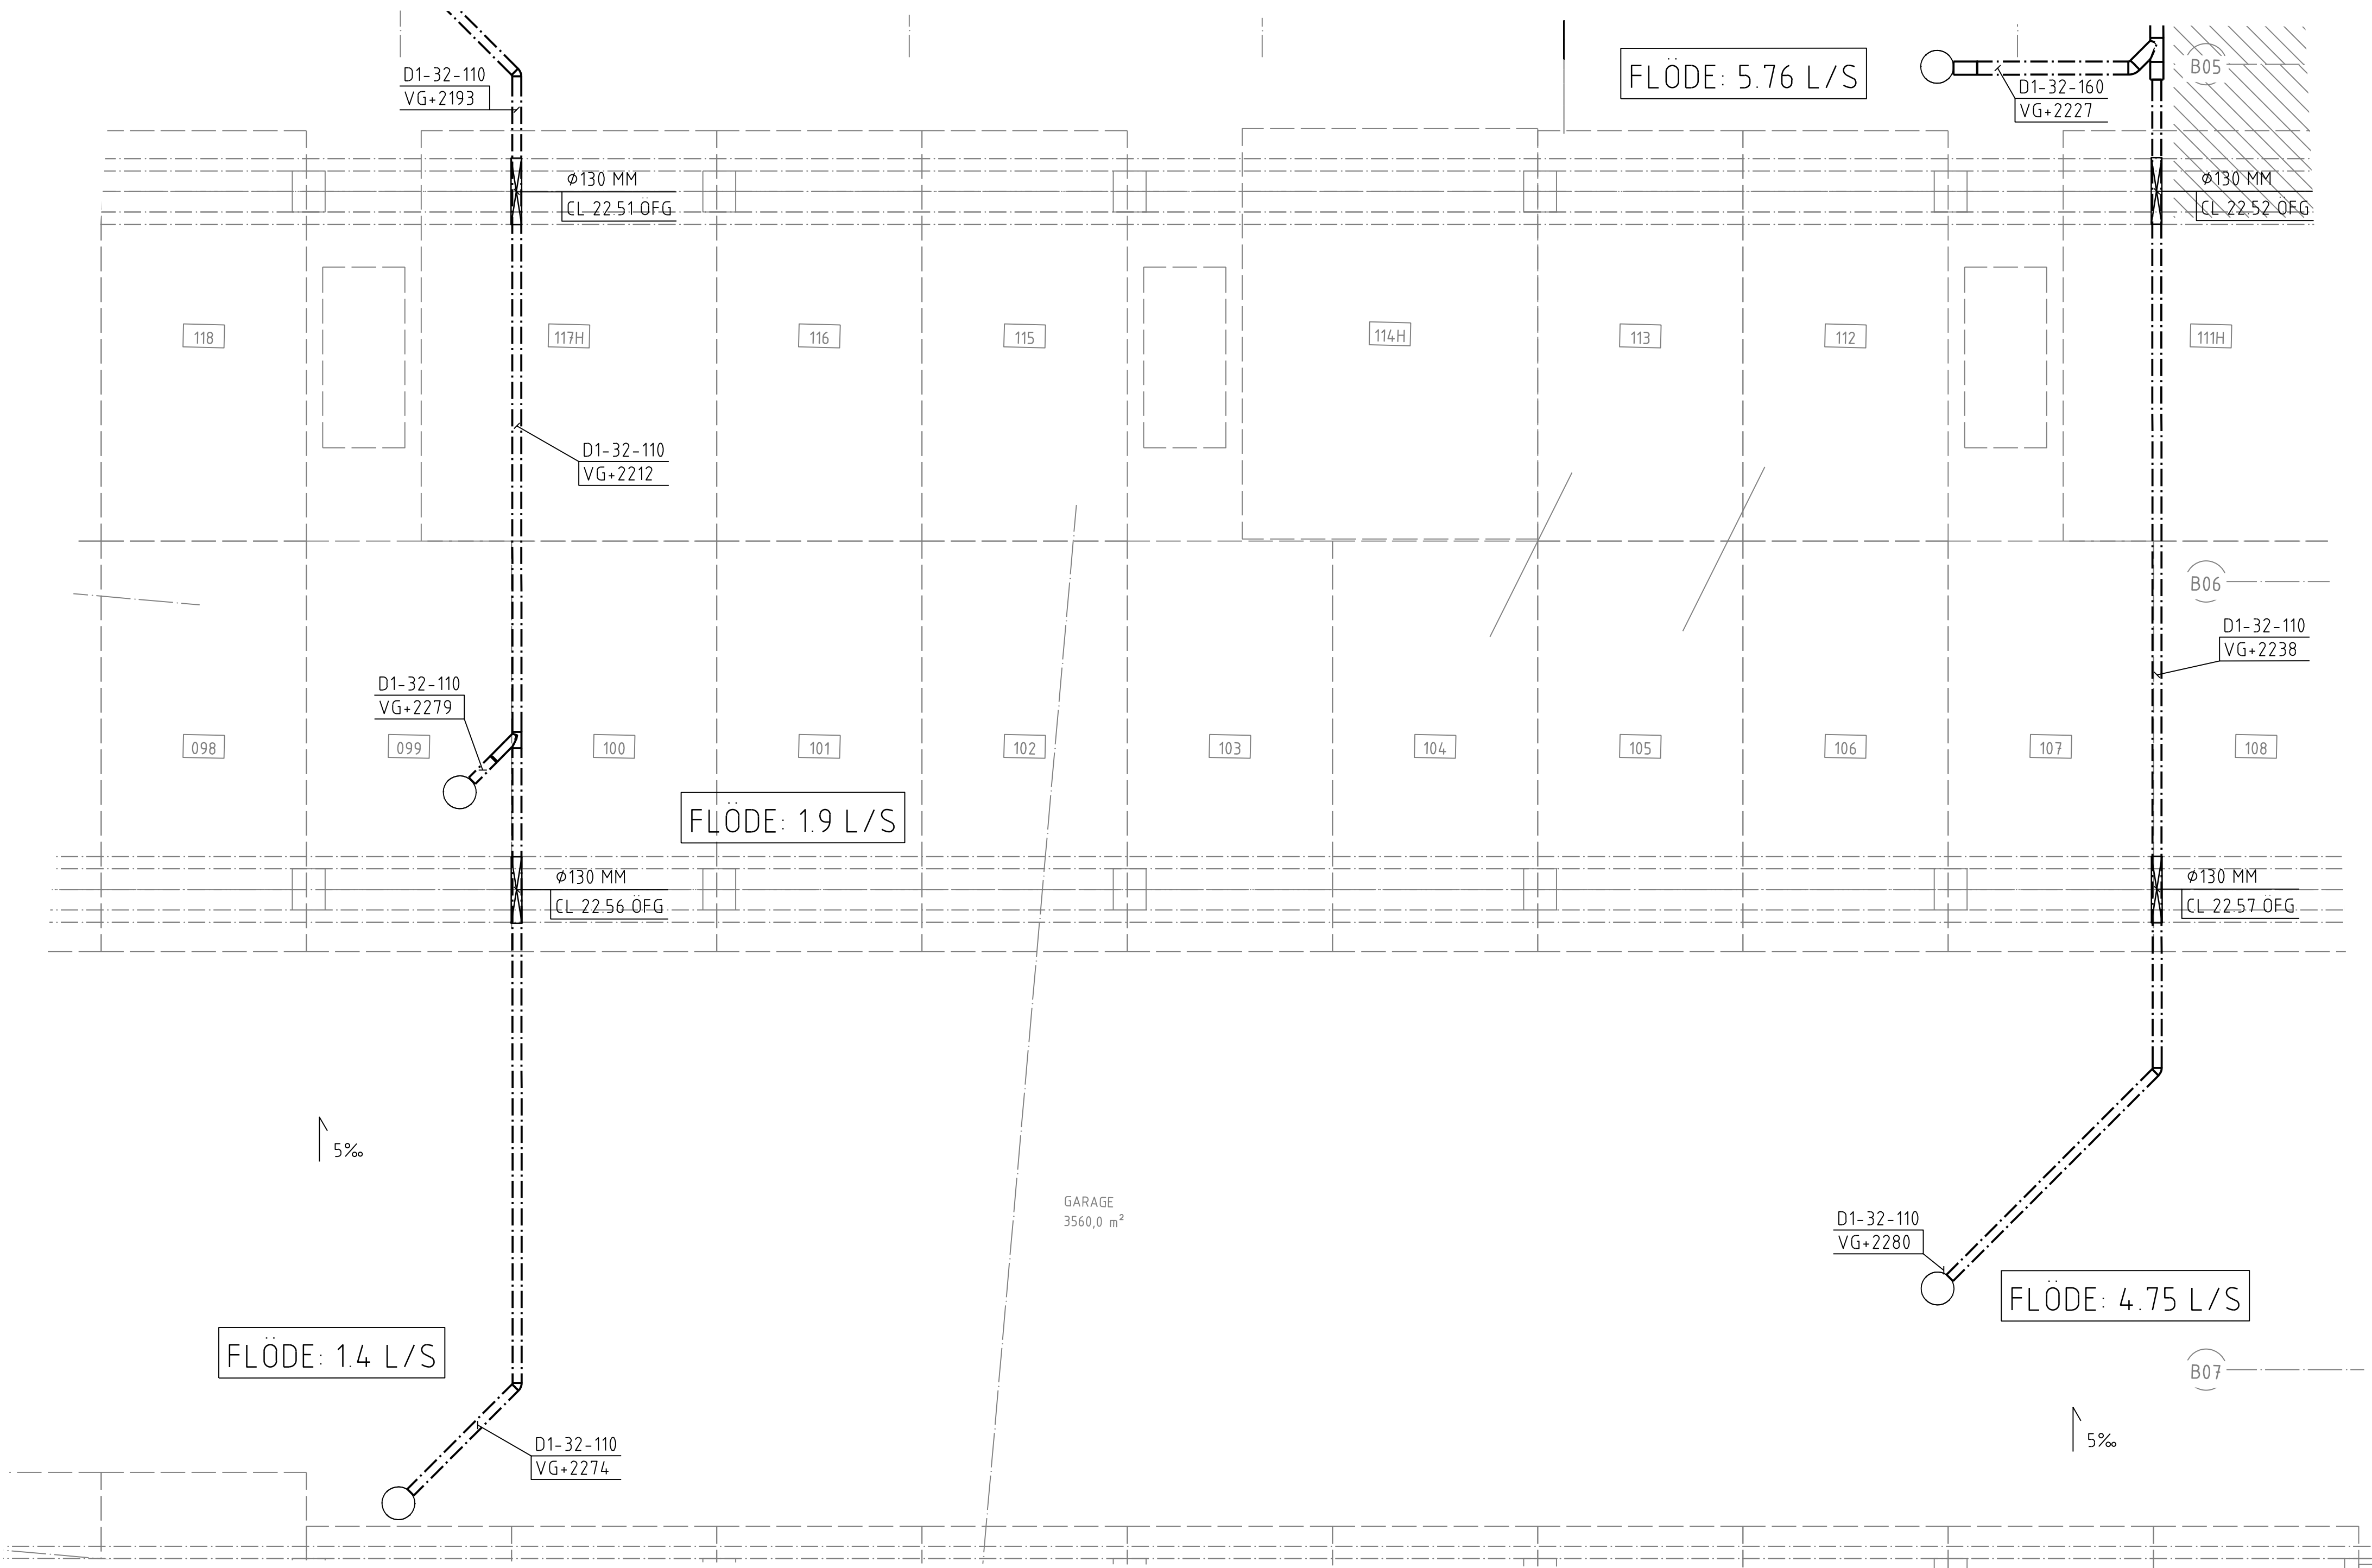 D1-32-110
VG+2193
FLÖDE: 5.76 L/S
D1-32-160
VG+2227
B05
Ø130 MM
CL 22.51 ÖFG
Ø130 MM
CL 22.52 ÖFG
118
117H
116
115
114H
113
112
111H
D1-32-110
VG+2212
B06
D1-32-110
VG+2238
D1-32-110
VG+2279
098
099
100
101
102
103
104
105
106
107
108
FLÖDE: 1.9 L/S
Ø130 MM
CL 22.56 ÖFG
Ø130 MM
CL 22.57 ÖFG
5‰
GARAGE
3560,0 m²
D1-32-110
VG+2280
FLÖDE: 4.75 L/S
FLÖDE: 1.4 L/S
B07
D1-32-110
VG+2274
5‰